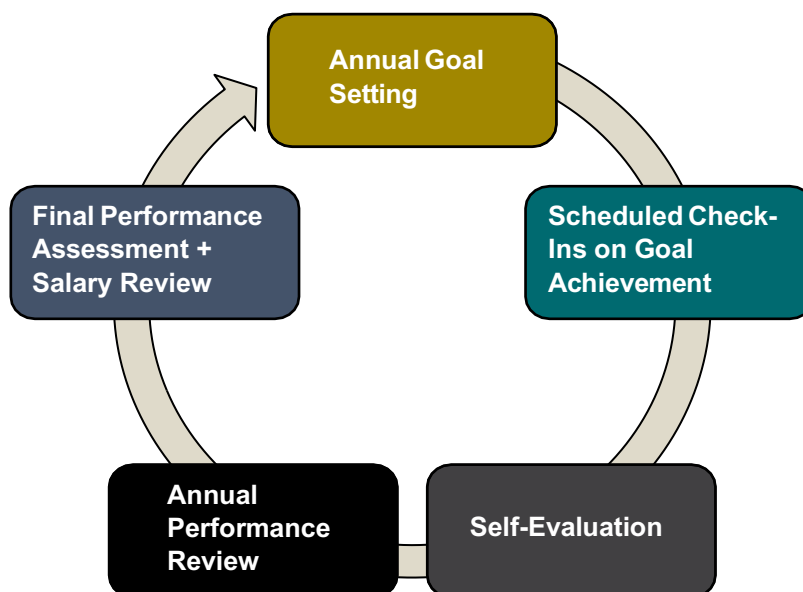 Annual Goal
Setting
Scheduled Check-
Ins on Goal
Achievement
Self-Evaluation
Annual
Performance
Review
Final Performance
Assessment +
Salary Review